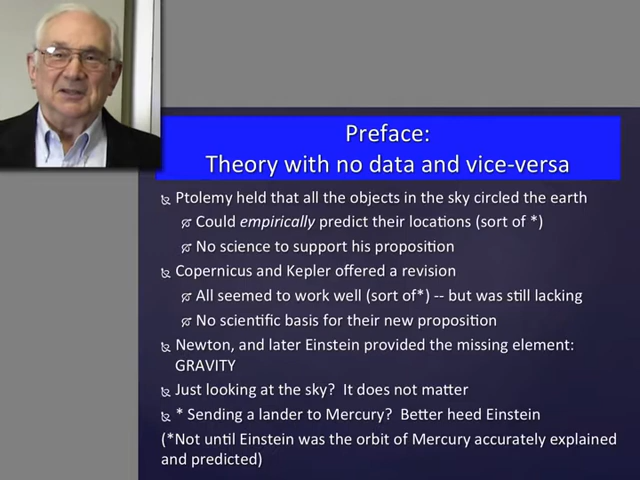 Preface:
Theory with no data and vice-versa
Ptolemy held that all the objects in the sky circled the earth
Could empirically predict their locations (sort of *)
No science to support his proposition
Copernicus and Kepler offered a revision
All seemed to work well (sort of*) -- but was still lacking
No scientific basis for their new proposition
Newton, and later Einstein provided the missing element:
GRAVITY
Just looking at the sky? It does not matter
* Sending a lander to Mercury? Better heed Einstein
(*Not until Einstein was the orbit of Mercury accurately explained
and predicted)